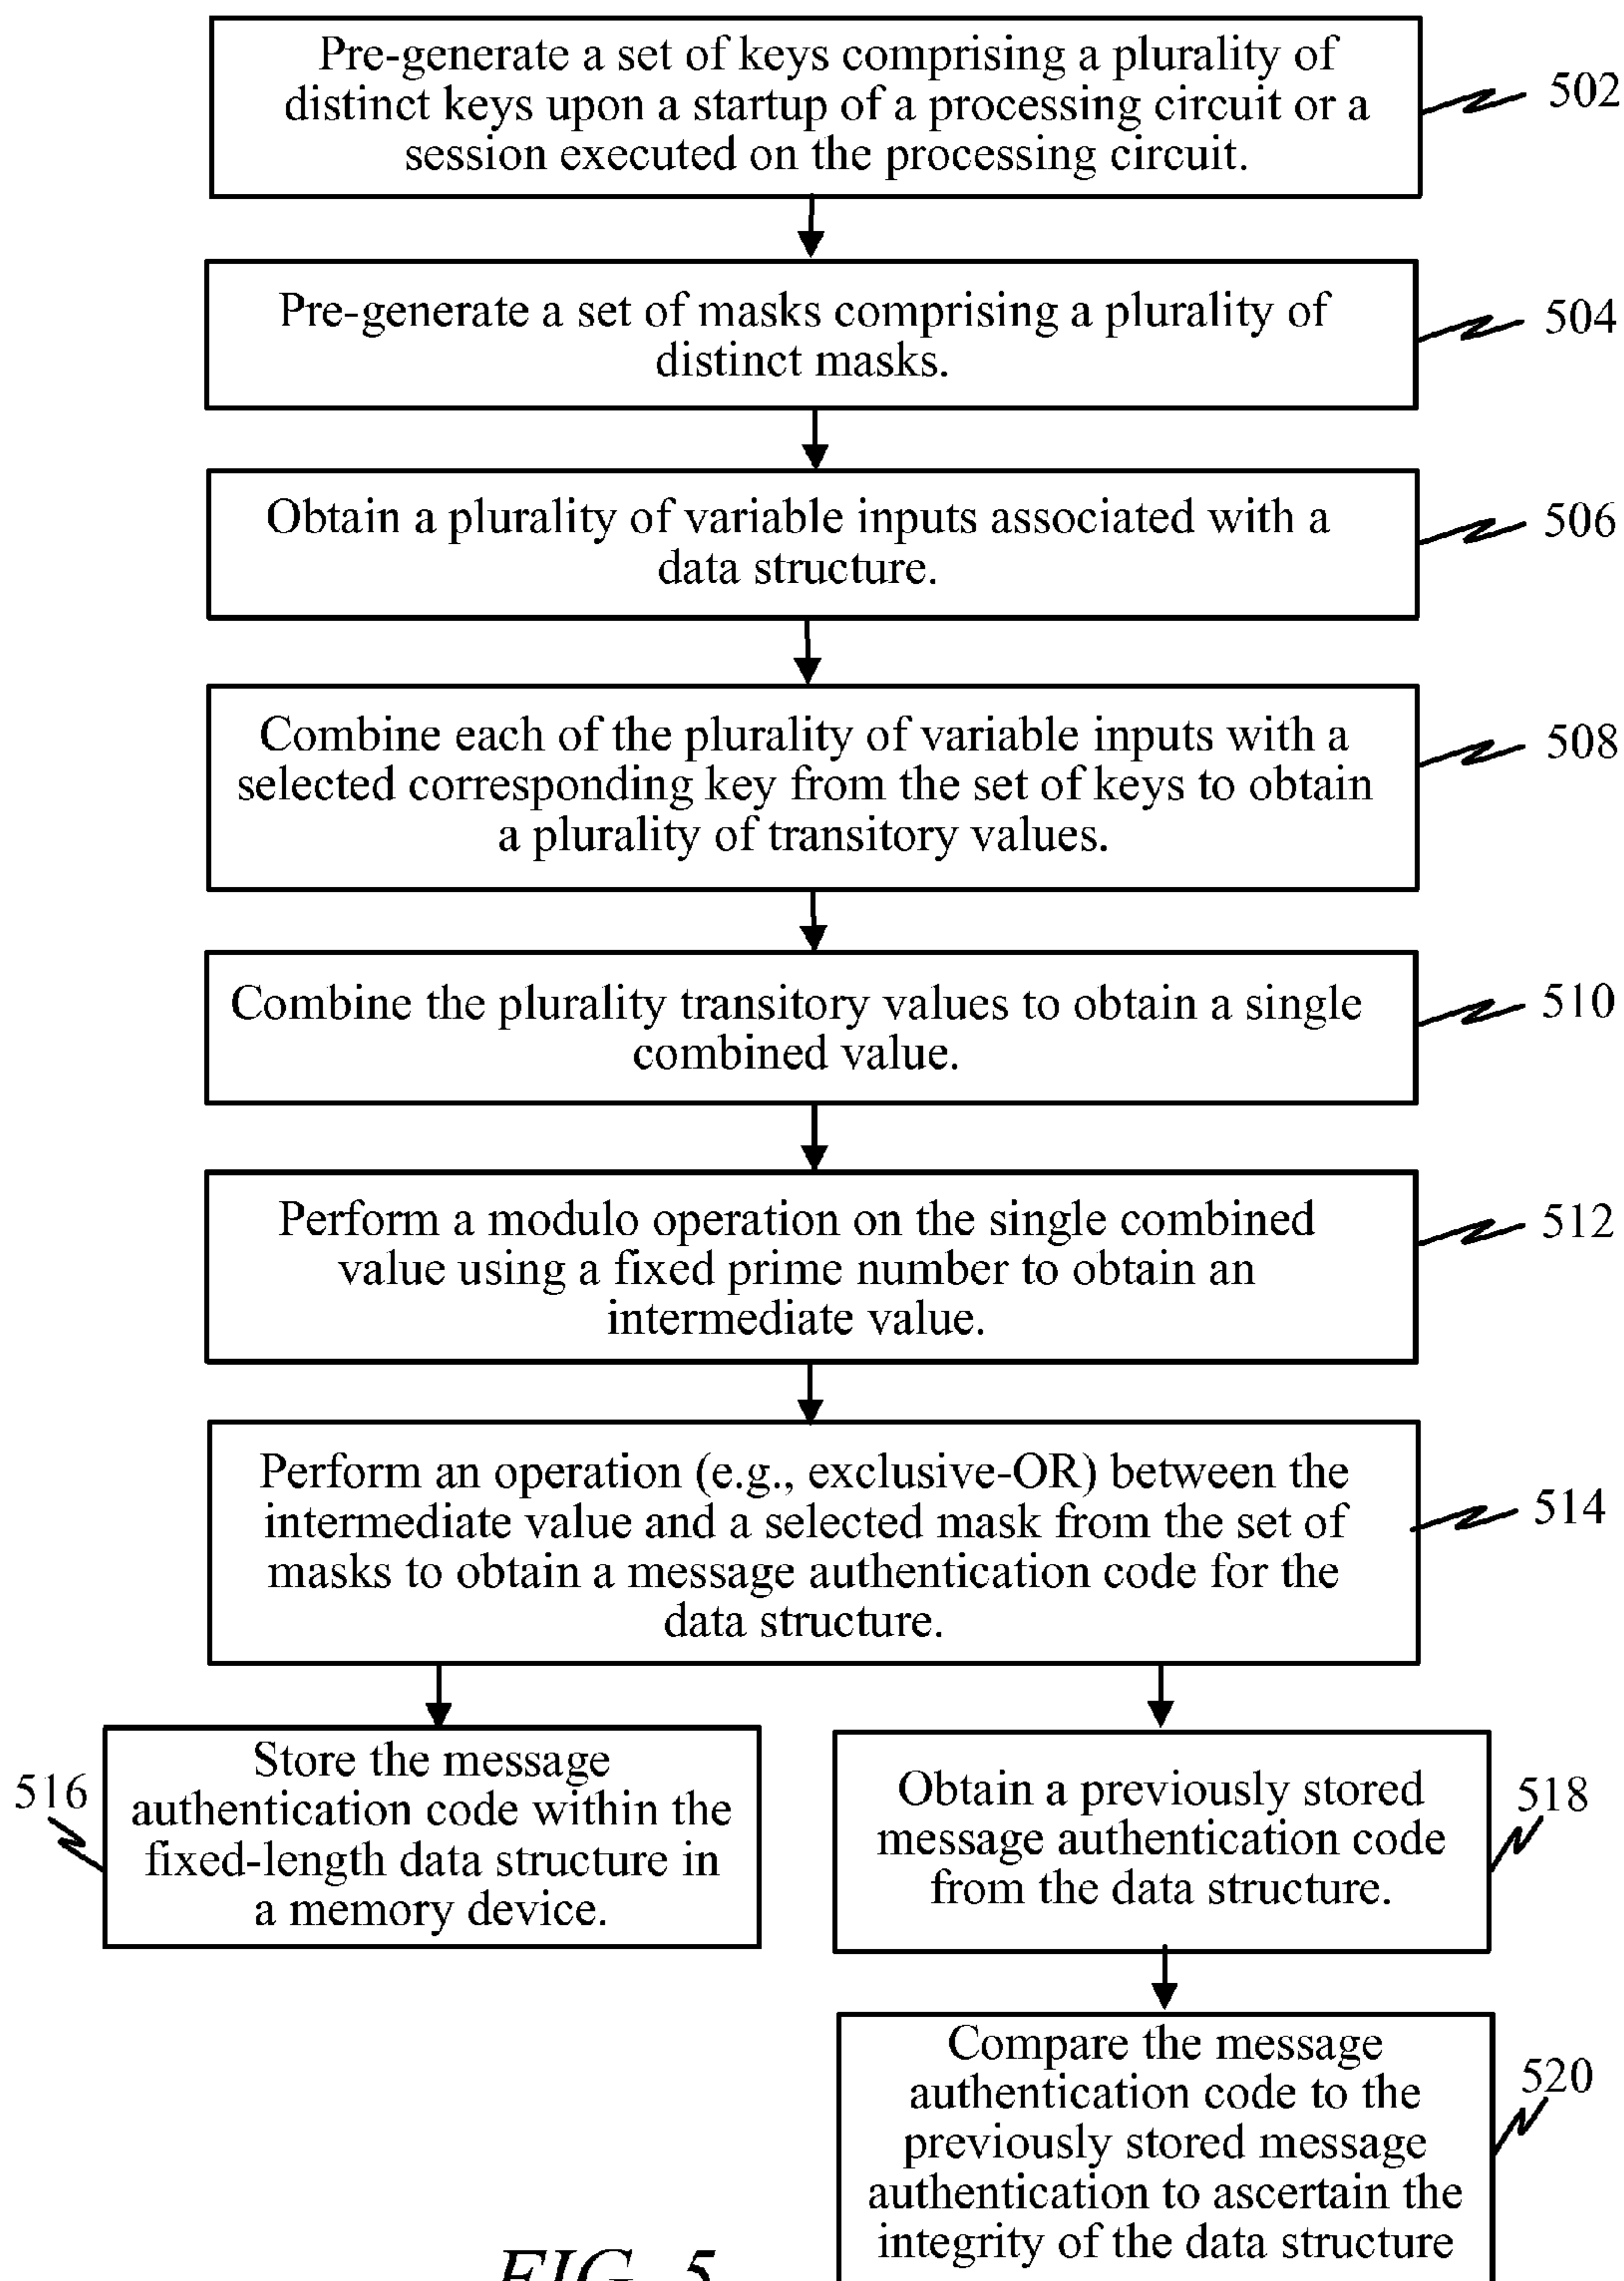 Pre-generate a set of keys comprising a plurality of
distinct keys upon a startup of a processing circuit or a
session executed on the processing circuit.
502
Pre-generate a set of masks comprising a plurality of
distinct masks.
504
Obtain a plurality of variable inputs associated with a
data structure.
506
Combine each of the plurality of variable inputs with a
selected corresponding key from the set of keys to obtain
a plurality of transitory values.
508
Combine the plurality transitory values to obtain a single
combined value.
510
Perform a modulo operation on the single combined
value using a fixed prime number to obtain an
intermediate value.
512
Perform an operation (e.g., exclusive-OR) between the
intermediate value and a selected mask from the set of
masks to obtain a message authentication code for the
data structure.
514
516
Store the message
authentication code within the
fixed-length data structure in
a memory device.
Obtain a previously stored
message authentication code
from the data structure.
518
Compare the message
authentication code to the
previously stored message
authentication to ascertain the
integrity of the data structure
520
FIG. 5